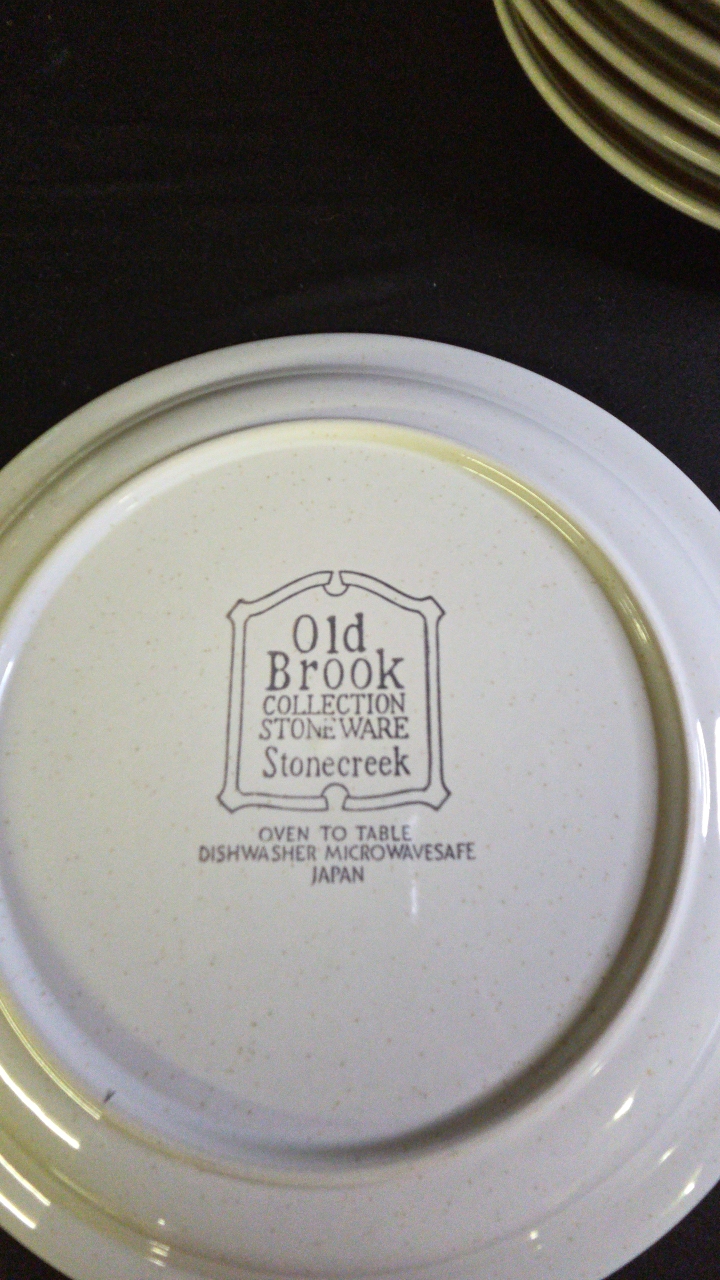 Old
Brook
COLLECTION
STONEWARE
Stonecreek
OVEN TO TABLE
DISHWASHER MICROWAVESAFE
JAPAN